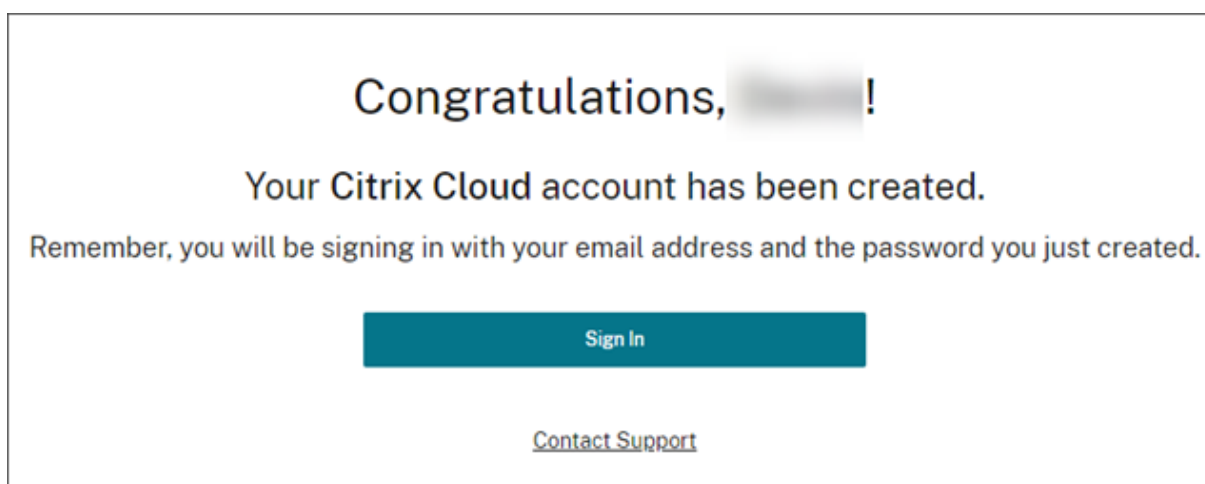 Congratulations, !
Your Citrix Cloud account has been created.
Remember, you will be signing in with your email address and the password you just created.
Sign In
Contact Support